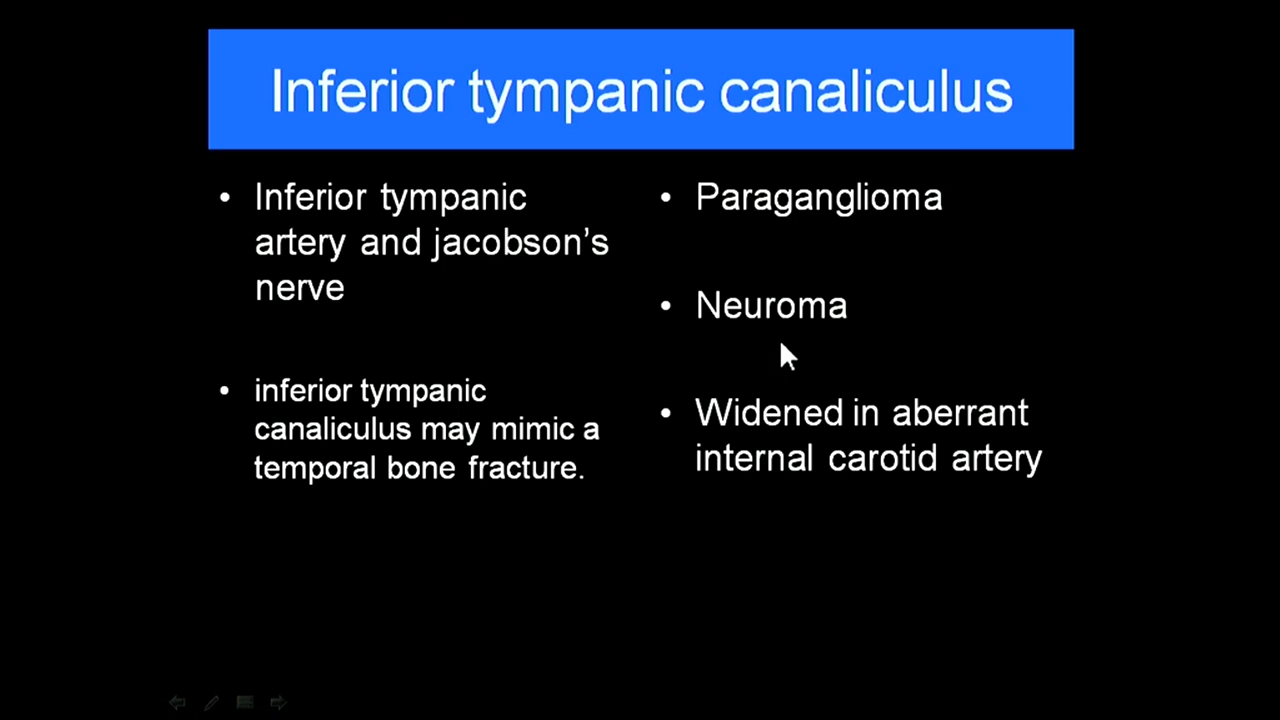 Inferior tympanic canaliculus
• Inferior tympanic
artery and jacobson’s
nerve
• inferior tympanic
canaliculus may mimic a
temporal bone fracture.
• Paraganglioma
• Neuroma
• Widened in aberrant
internal carotid artery